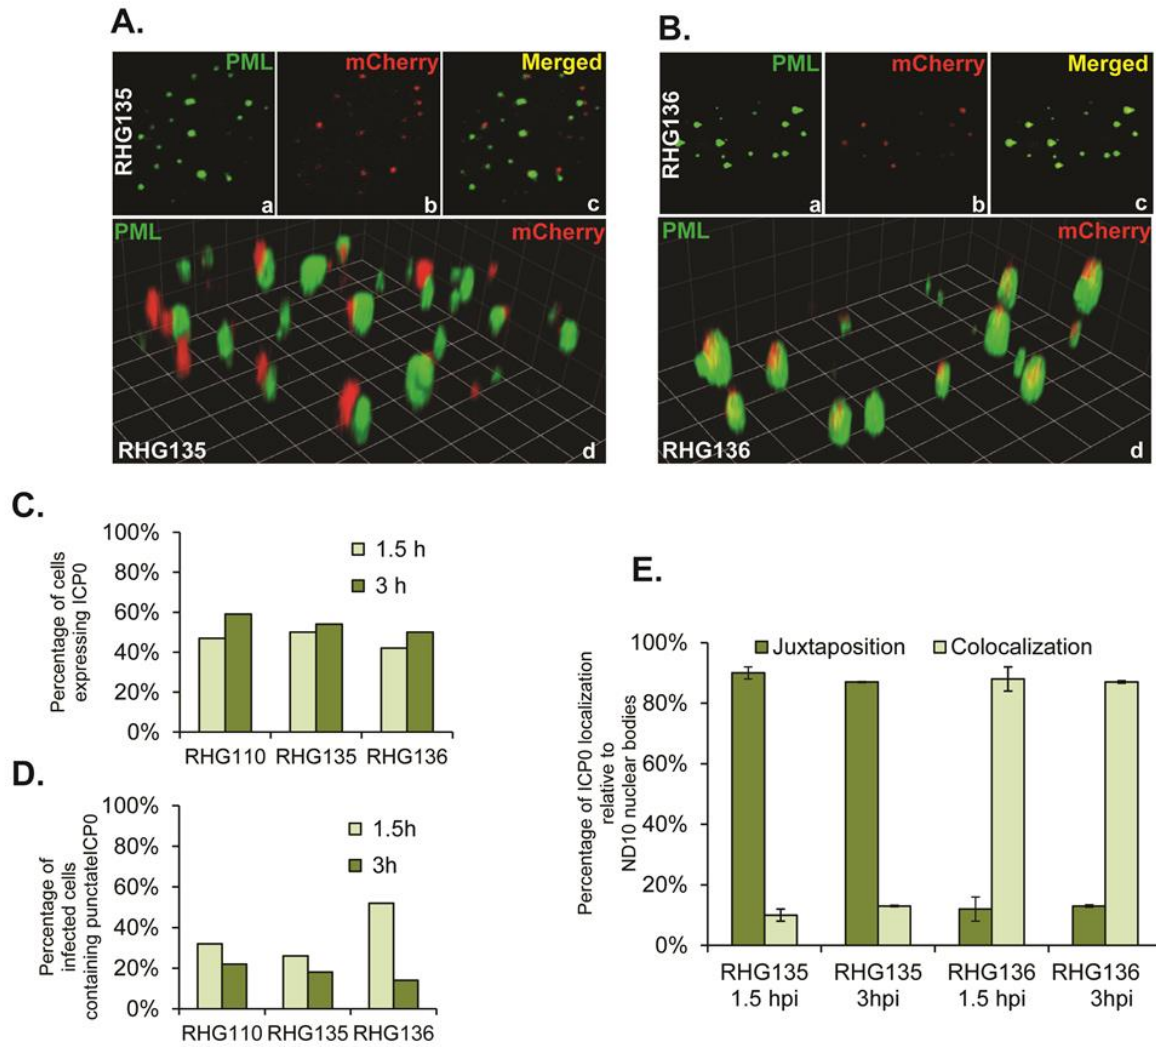 A.
PML
mCherry
Merged
RHG135
a
b
c
PML
mCherry
RHG135
d
B.
PML
mCherry
Merged
RHG136
a
b
c
PML
mCherry
RHG136
d
C.
Percentage of cells
expressing ICP0
100%
80%
60%
40%
20%
0%
1.5 h
3 h
RHG110
RHG135
RHG136
D.
Percentage of
infected cells
containing punctateICP0
100%
80%
60%
40%
20%
0%
1.5h
3h
RHG110
RHG135
RHG136
E.
Percentage of ICP0 localization
relative to
ND10 nuclear bodies
100%
80%
60%
40%
20%
0%
Juxtaposition
Colocalization
RHG135
1.5 hpi
RHG135
3hpi
RHG136
1.5 hpi
RHG136
3hpi